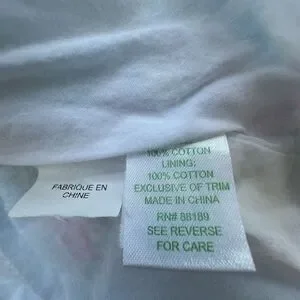 FABRIQUE EN
CHINE
100% COTTON
LINING:
100% COTTON
EXCLUSIVE OF TRIM
MADE IN CHINA
RN# 88189
SEE REVERSE
FOR CARE